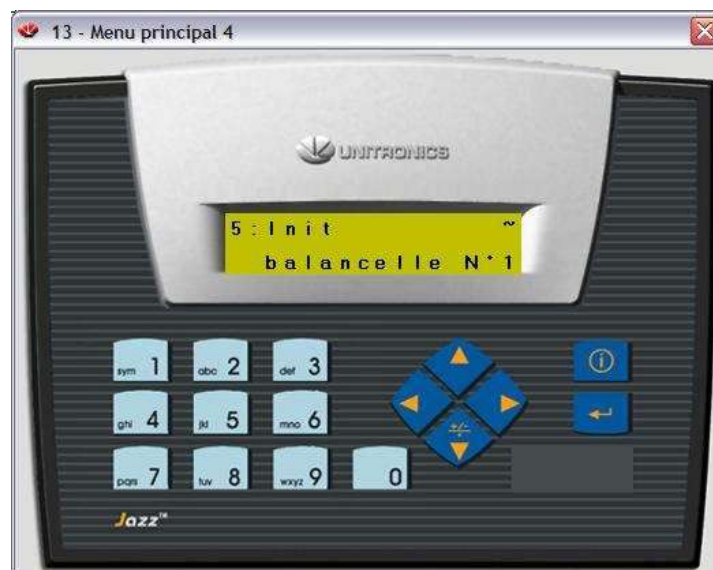 13 - Menu principal 4
UNITRONICS
5:Init ~
balancelle N°1
sym 1 abc 2 def 3
ghi 4 jkl 5 mno 6
pqrs 7 tuv 8 wxyz 9 0
+/-
Jazz™